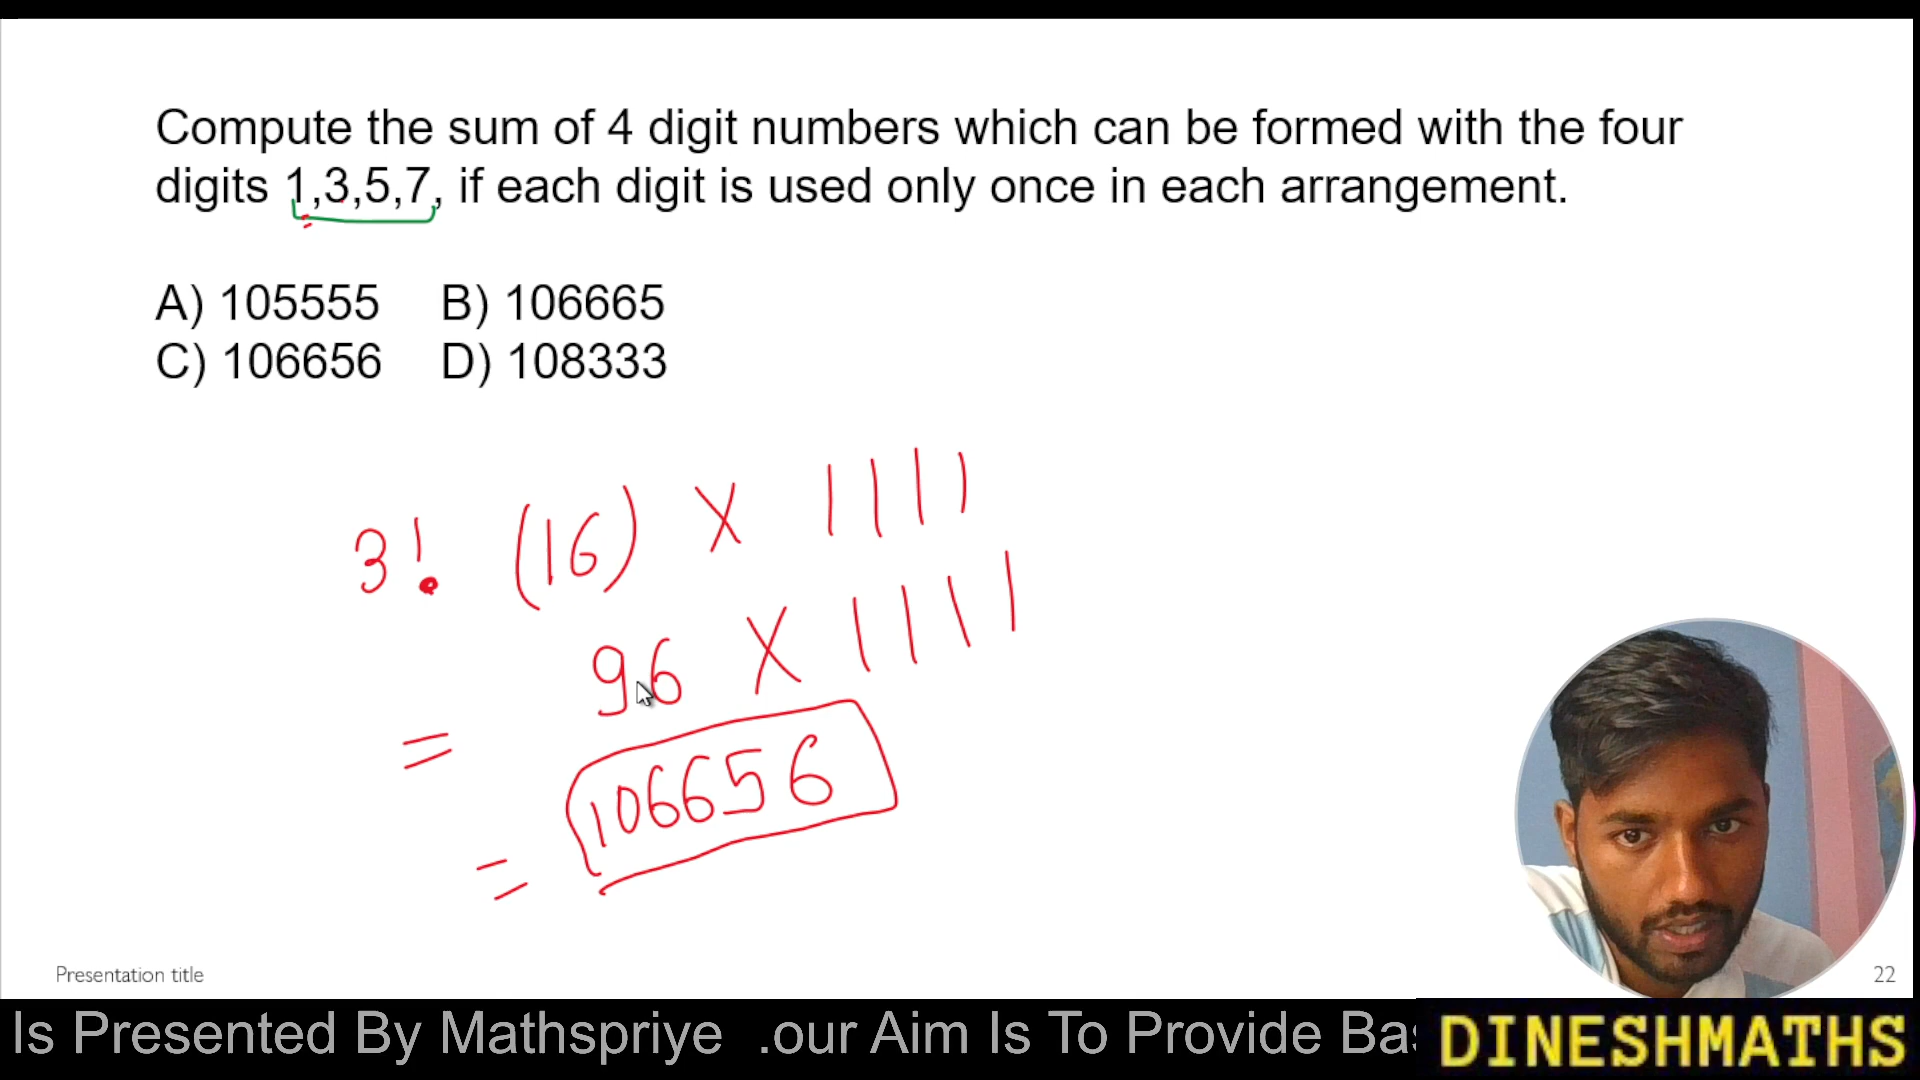 Compute the sum of 4 digit numbers which can be formed with the four
digits 1,3,5,7, if each digit is used only once in each arrangement.
A) 105555 B) 106665
C) 106656 D) 108333
3! (16) X 1111
= 96 X 1111
= 106656
Presentation title
22
Is Presented By Mathspriye .our Aim Is To Provide Bas
DINESHMATHS